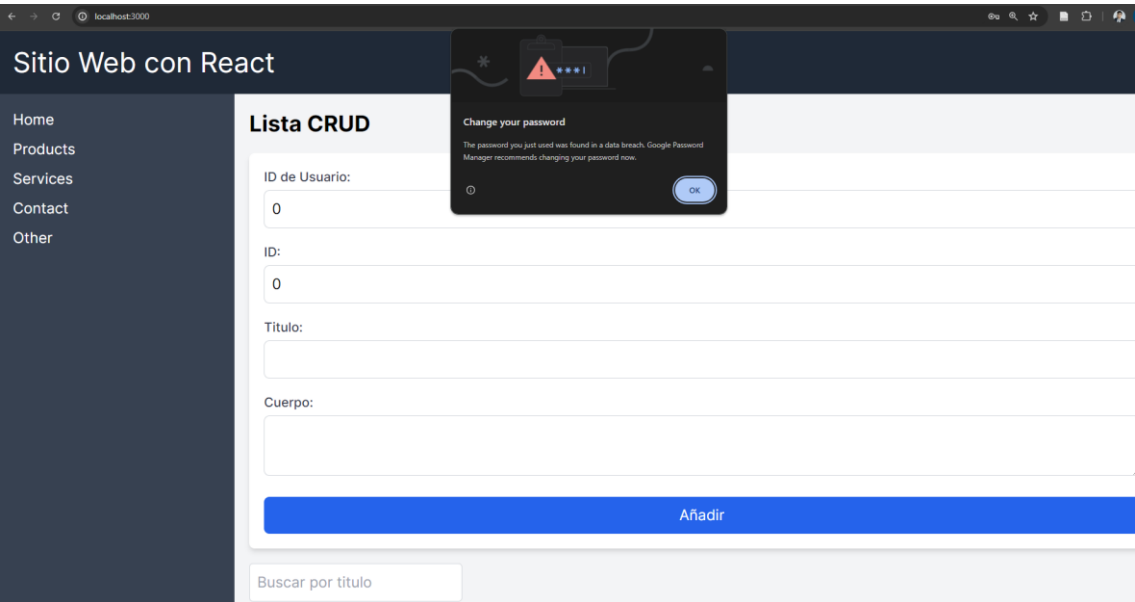 localhost:3000
Sitio Web con React
Home
Products
Services
Contact
Other
Lista CRUD
ID de Usuario:
0
ID:
0
Titulo:
Cuerpo:
Añadir
Buscar por titulo
***|
Change your password
The password you just used was found in a data breach. Google Password
Manager recommends changing your password now.
OK